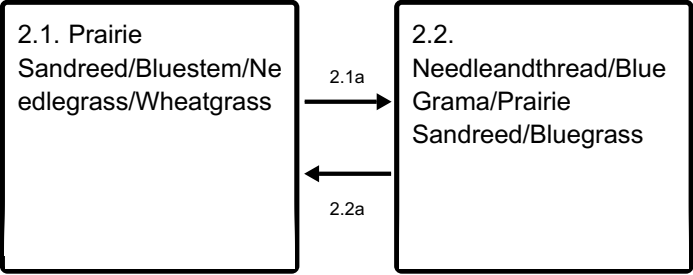 2.1. Prairie
Sandreed/Bluestem/Ne
edlegrass/Wheatgrass
2.1a
2.2a
2.2.
Needleandthread/Blue
Grama/Prairie
Sandreed/Bluegrass